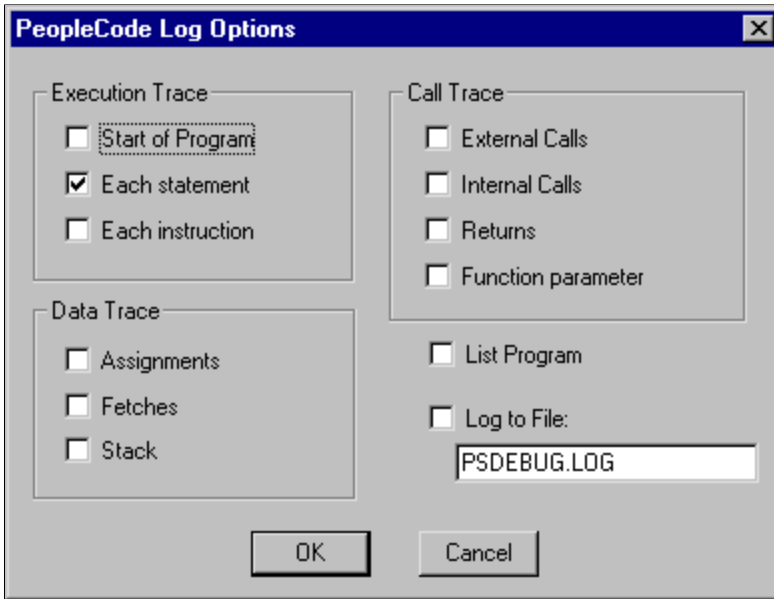 PeopleCode Log Options
Execution Trace
Start of Program
Each statement
Each instruction
Call Trace
External Calls
Internal Calls
Returns
Function parameter
Data Trace
Assignments
Fetches
Stack
List Program
Log to File:
PSDEBUG.LOG
OK
Cancel